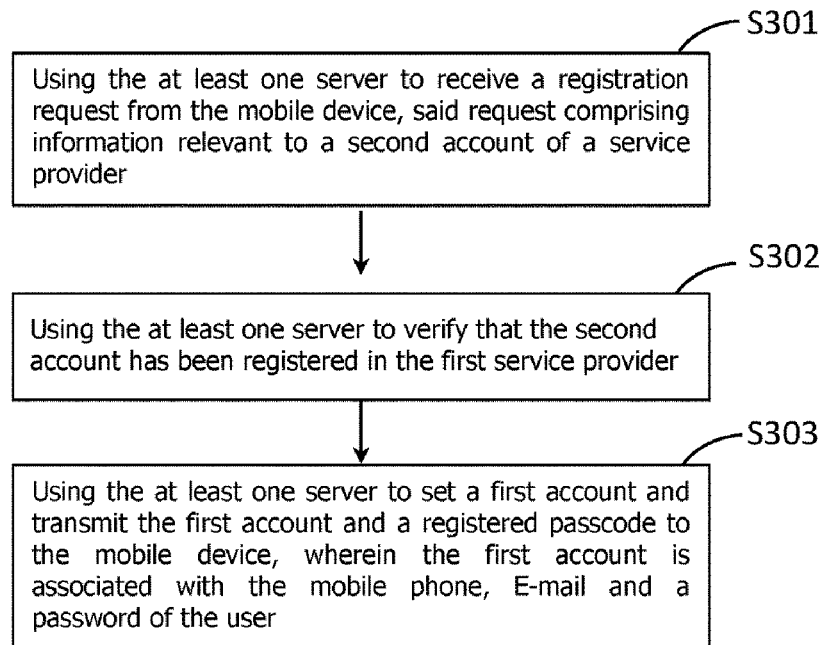 S301
Using the at least one server to receive a registration
request from the mobile device, said request comprising
information relevant to a second account of a service
provider
S302
Using the at least one server to verify that the second
account has been registered in the first service provider
S303
Using the at least one server to set a first account and
transmit the first account and a registered passcode to
the mobile device, wherein the first account is
associated with the mobile phone, E-mail and a
password of the user